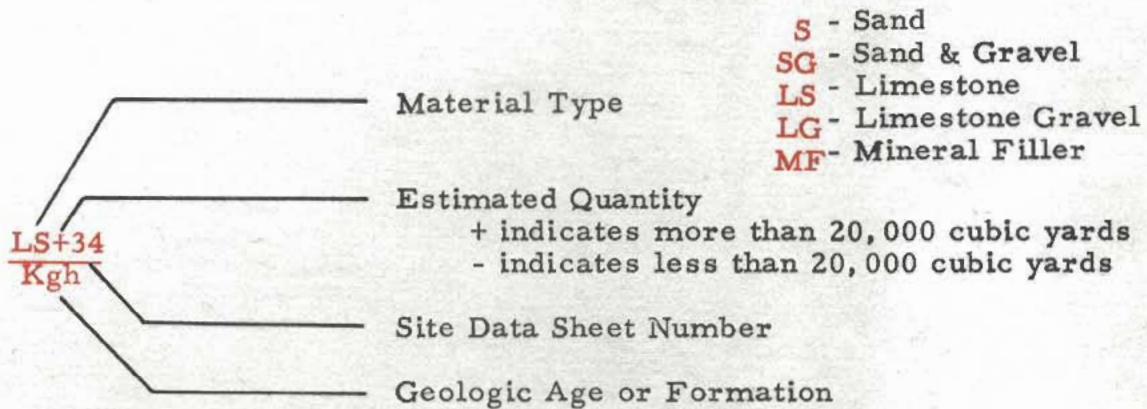 S - Sand
SG - Sand & Gravel
Material Type
LS - Limestone
LG - Limestone Gravel
MF - Mineral Filler
Estimated Quantity
+ indicates more than 20,000 cubic yards
- indicates less than 20,000 cubic yards
LS+34
Kgh
Site Data Sheet Number
Geologic Age or Formation